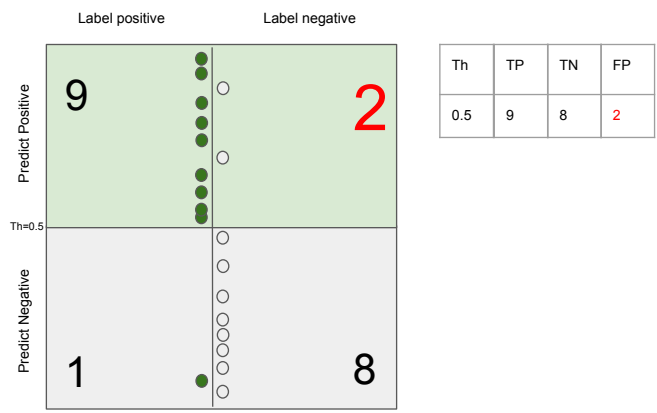 Label positive Label negative
Predict Positive
9
2
Th=0.5
Predict Negative
1
8
Th TP TN FP
0.5 9 8 2